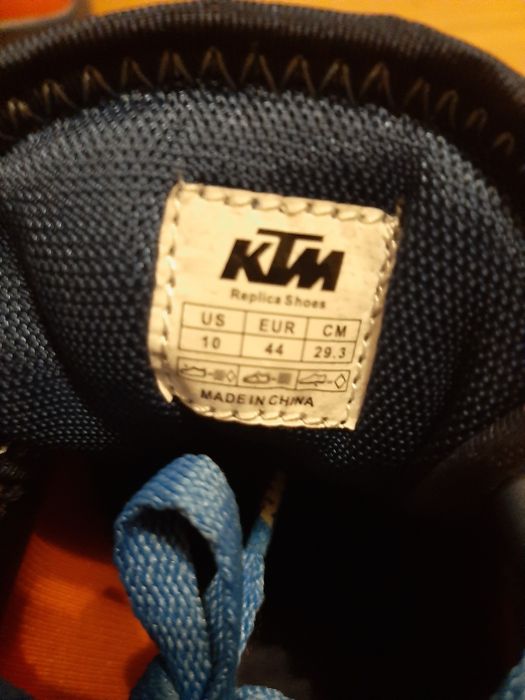 KTM
Replica Shoes
US EUR CM
10 44 29.3
MADE IN CHINA